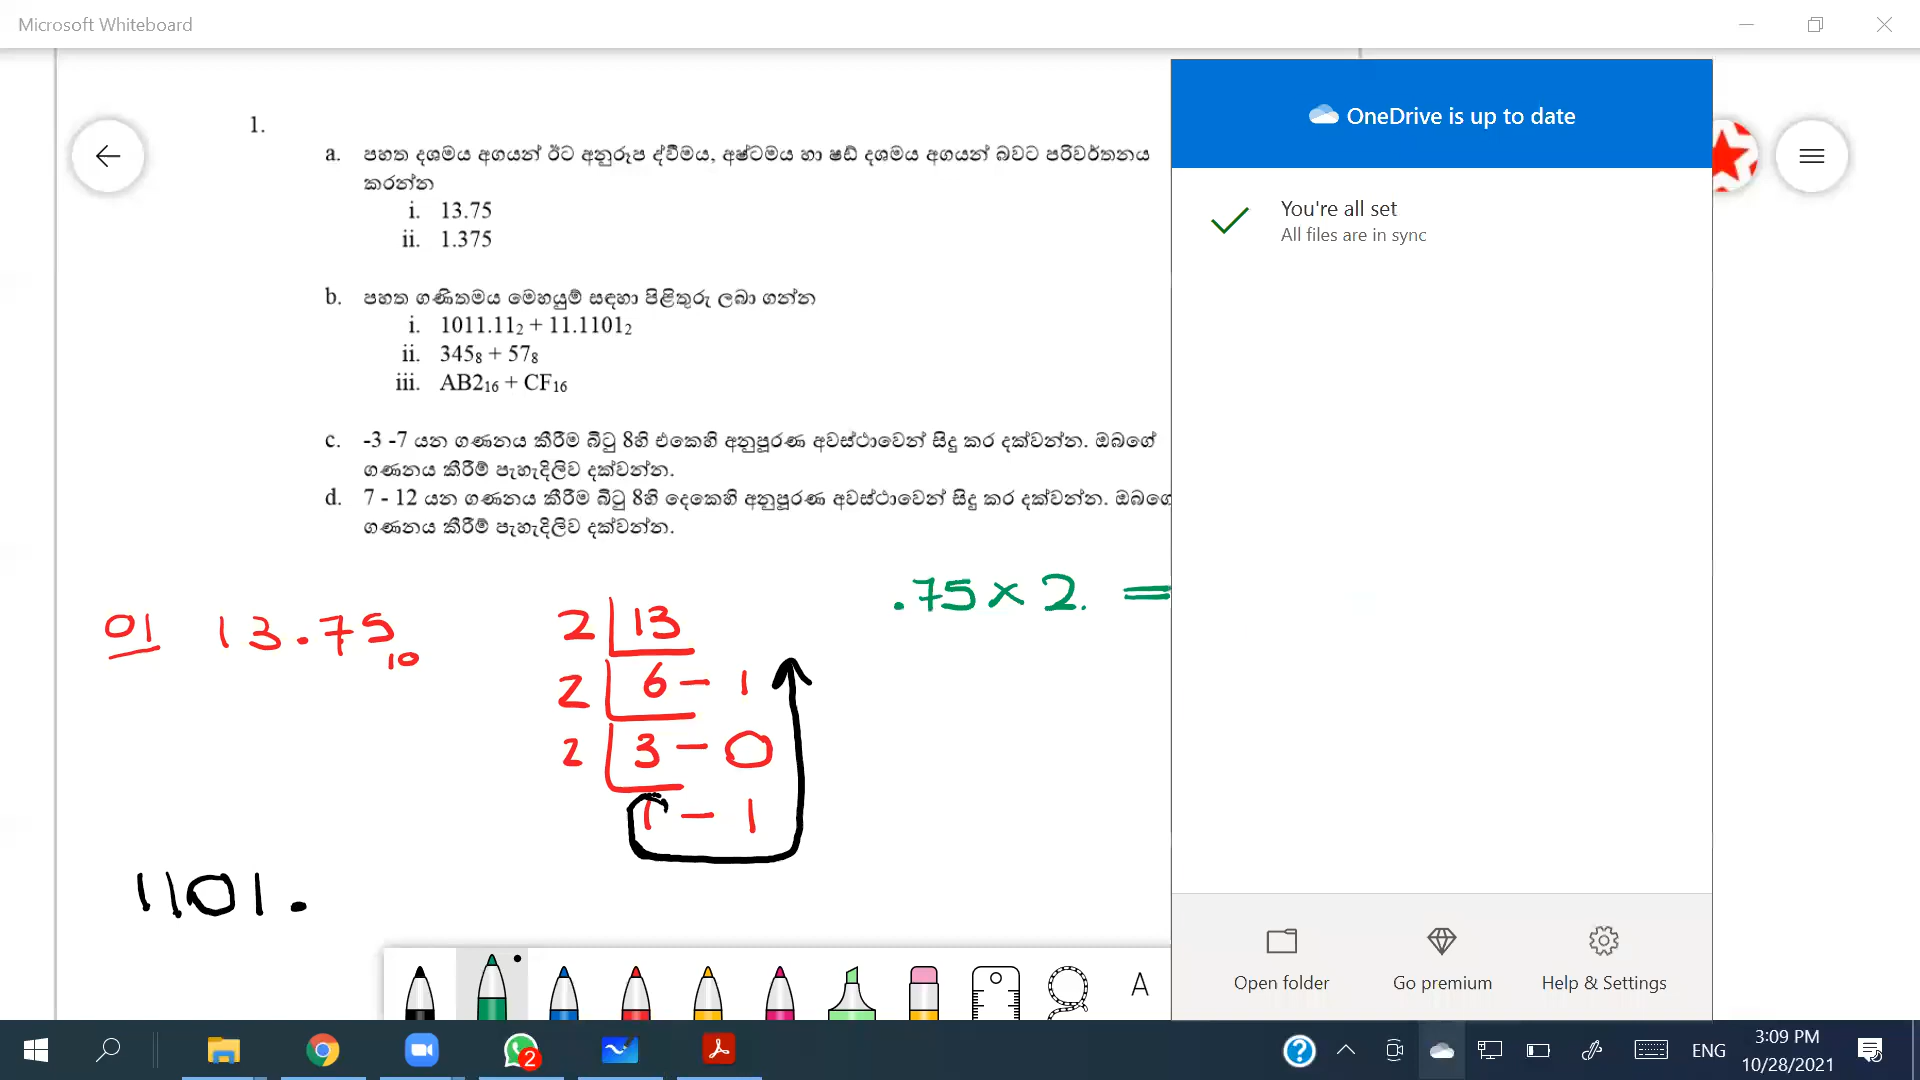 Microsoft Whiteboard
OneDrive is up to date
You're all set
All files are in sync
1.
a. පහත දශමය අගයන් ඊට අනුරූප ද්වීමය, අෂ්ටමය හා ෂඩ් දශමය අගයන් බවට පරිවර්තනය
කරන්න
i. 13.75
ii. 1.375
b. පහත ගණිතමය මෙහයුම් සඳහා පිළිතුරු ලබා ගන්න
i. 1011.11₂ + 11.1101₂
ii. 345₈ + 57₈
iii. AB2₁₆ + CF₁₆
c. -3 -7 යන ගණනය කිරීම බිටු 8හි එකෙහි අනුපූරණ අවස්ථාවෙන් සිදු කර දක්වන්න. ඔබගේ
ගණනය කිරීම් පැහැදිලිව දක්වන්න.
d. 7 - 12 යන ගණනය කිරීම බිටු 8හි දෙකෙහි අනුපූරණ අවස්ථාවෙන් සිදු කර දක්වන්න. ඔබගේ
ගණනය කිරීම් පැහැදිලිව දක්වන්න.
.75 × 2. =
01 13.75₁₀
2 13
2 6 – 1
2 3 – 0
1 – 1
1101.
A
Open folder
Go premium
Help & Settings
2
ENG
3:09 PM
10/28/2021